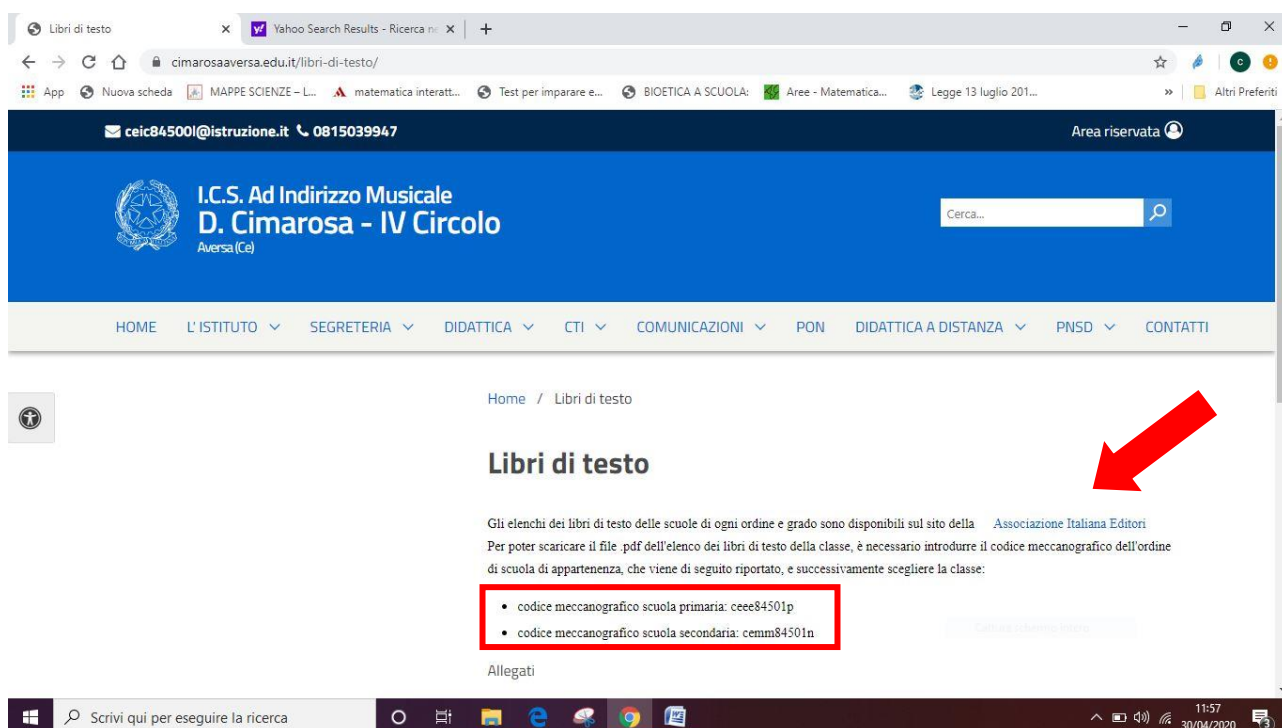 Libri di testo
Yahoo Search Results - Ricerca ne
cimarosaaversa.edu.it/libri-di-testo/
C
App Nuova scheda MAPPE SCIENZE – L... matematica interatt... Test per imparare e... BIOETICA A SCUOLA: Aree - Matematica... Legge 13 luglio 201... » Altri Preferiti
ceic84500l@istruzione.it 0815039947 Area riservata
I.C.S. Ad Indirizzo Musicale
D. Cimarosa - IV Circolo
Aversa (Ce)
Cerca...
HOME L'ISTITUTO SEGRETERIA DIDATTICA CTI COMUNICAZIONI PON DIDATTICA A DISTANZA PNSD CONTATTI
Home / Libri di testo
Libri di testo
Gli elenchi dei libri di testo delle scuole di ogni ordine e grado sono disponibili sul sito della Associazione Italiana Editori
Per poter scaricare il file .pdf dell'elenco dei libri di testo della classe, è necessario introdurre il codice meccanografico dell'ordine
di scuola di appartenenza, che viene di seguito riportato, e successivamente scegliere la classe:
• codice meccanografico scuola primaria: ceee84501p
• codice meccanografico scuola secondaria: cemm84501n
Allegati
Scrivi qui per eseguire la ricerca
11:57
30/04/2020
3